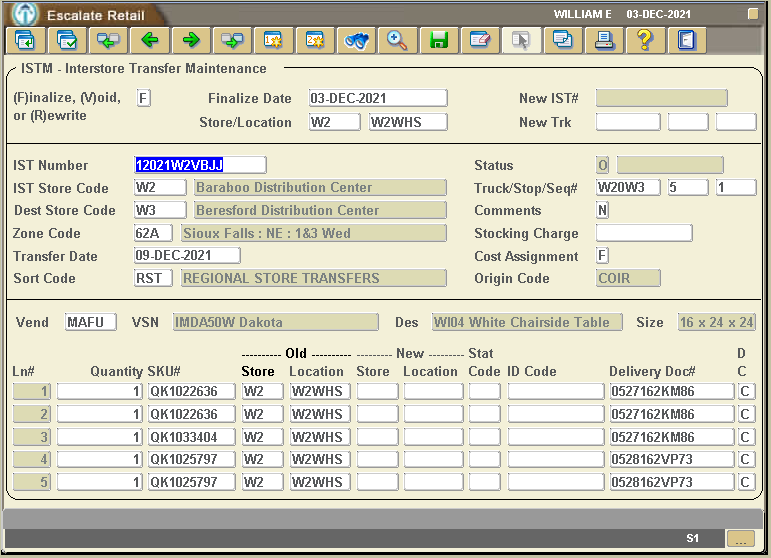 Escalate Retail WILLIAM E 03-DEC-2021
ISTM - Interstore Transfer Maintenance
(F)inalize, (V)oid, or (R)ewrite F Finalize Date 03-DEC-2021 New IST#
Store/Location W2 W2WHS New Trk
IST Number 12021W2VBJJ Status O
IST Store Code W2 Baraboo Distribution Center Truck/Stop/Seq# W20W3 5 1
Dest Store Code W3 Beresford Distribution Center Comments N
Zone Code 62A Sioux Falls : NE : 1&3 Wed Stocking Charge
Transfer Date 09-DEC-2021 Cost Assignment F
Sort Code RST REGIONAL STORE TRANSFERS Origin Code COIR
Vend MAFU VSN IMDA50W Dakota Des WI04 White Chairside Table Size 16 x 24 x 24
---------- Old ---------- -------- New -------- Stat D
Ln# Quantity SKU# Store Location Store Location Code ID Code Delivery Doc# C
1 1 QK1022636 W2 W2WHS 0527162KM86 C
2 1 QK1022636 W2 W2WHS 0527162KM86 C
3 1 QK1033404 W2 W2WHS 0527162KM86 C
4 1 QK1025797 W2 W2WHS 0528162VP73 C
5 1 QK1025797 W2 W2WHS 0528162VP73 C
S1 ...